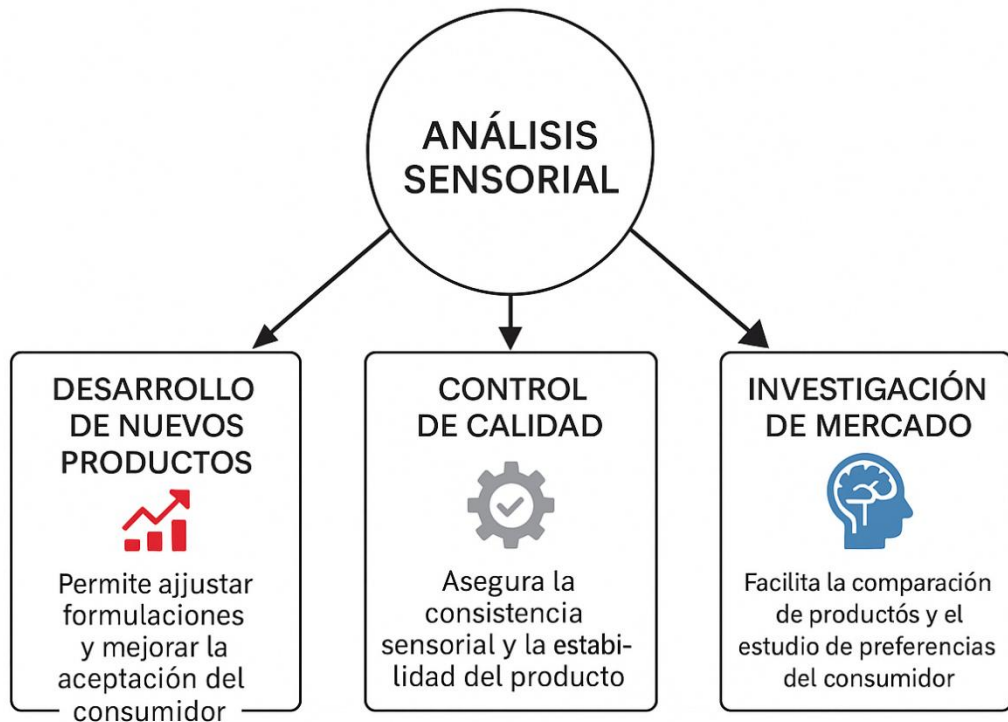 ANÁLISIS
SENSORIAL
DESARROLLO
DE NUEVOS
PRODUCTOS
Permite ajjustar
formulaciones
y mejorar la
aceptación del
consumidor
CONTROL
DE CALIDAD
Asegura la
consistencia
sensorial y la estabi-
lidad del producto
INVESTIGACIÓN
DE MERCADO
Facilita la comparación
de productós y el
estudio de preferencias
del consumidor